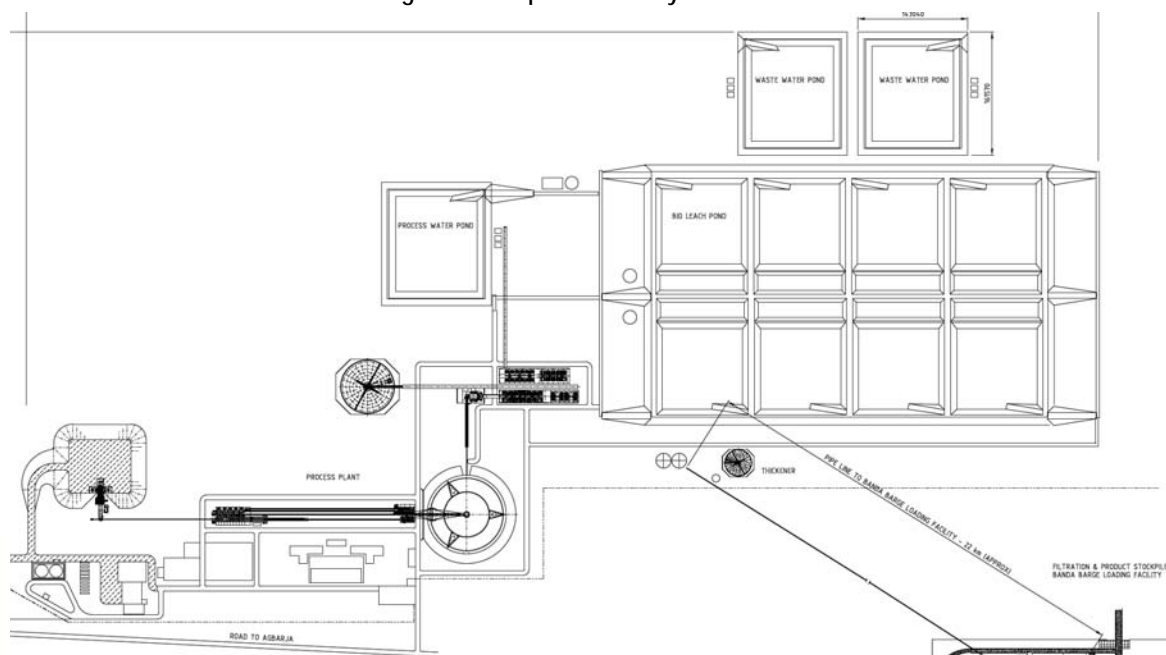 WASTE WATER POND
WASTE WATER POND
PROCESS WATER POND
BIO LEACH POND
PROCESS PLANT
THICKENER
PIPE LINE TO BANDA BARGE LOADING FACILITY - 22 km (APPROX)
FILTRATION & PRODUCT STOCKPILE
BANDA BARGE LOADING FACILITY
ROAD TO AGBARJA